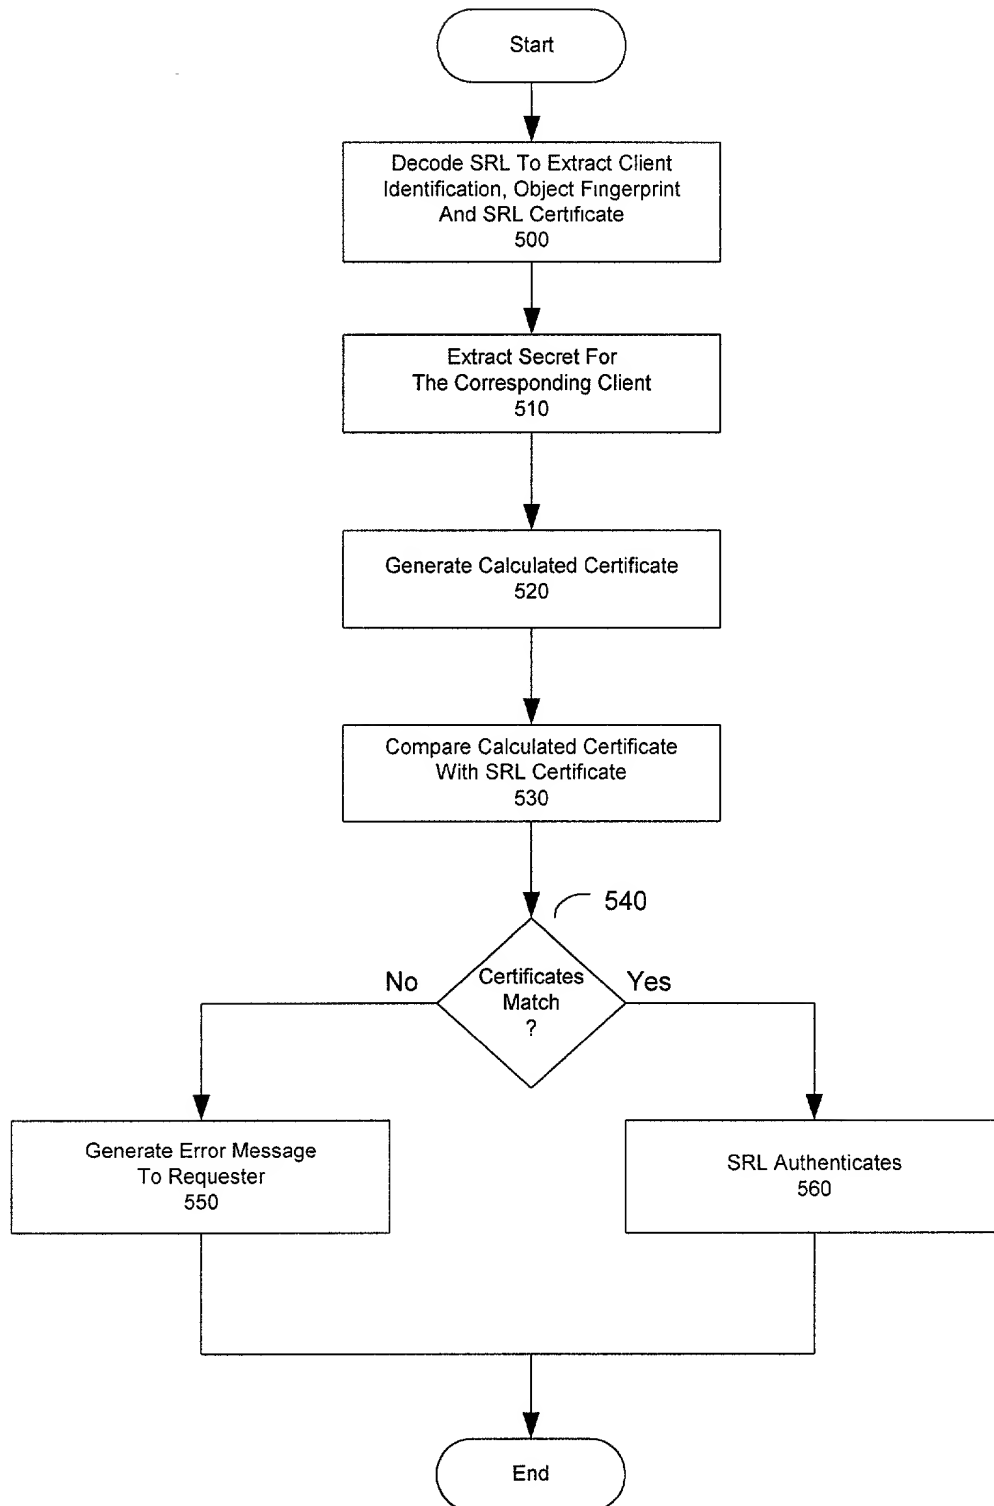 Start
Decode SRL To Extract Client
Identification, Object Fingerprint
And SRL Certificate
500
Extract Secret For
The Corresponding Client
510
Generate Calculated Certificate
520
Compare Calculated Certificate
With SRL Certificate
530
540
No
Certificates
Match
?
Yes
Generate Error Message
To Requester
550
SRL Authenticates
560
End